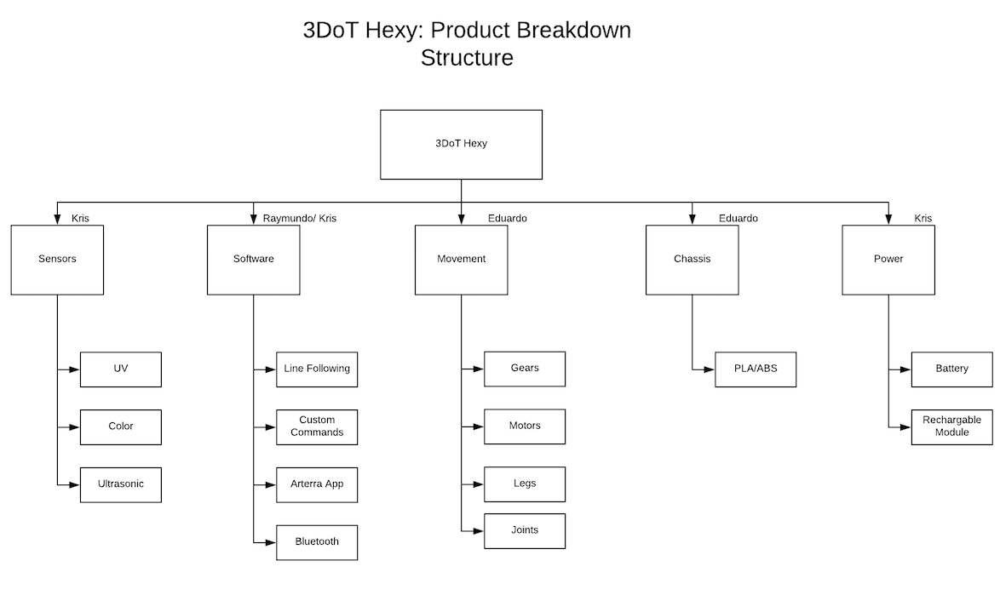 3DoT Hexy: Product Breakdown
Structure
3DoT Hexy
Kris
Raymundo/ Kris
Eduardo
Eduardo
Kris
Sensors
Software
Movement
Chassis
Power
UV
Line Following
Gears
PLA/ABS
Battery
Color
Custom
Commands
Motors
Rechargable
Module
Ultrasonic
Arterra App
Legs
Joints
Bluetooth